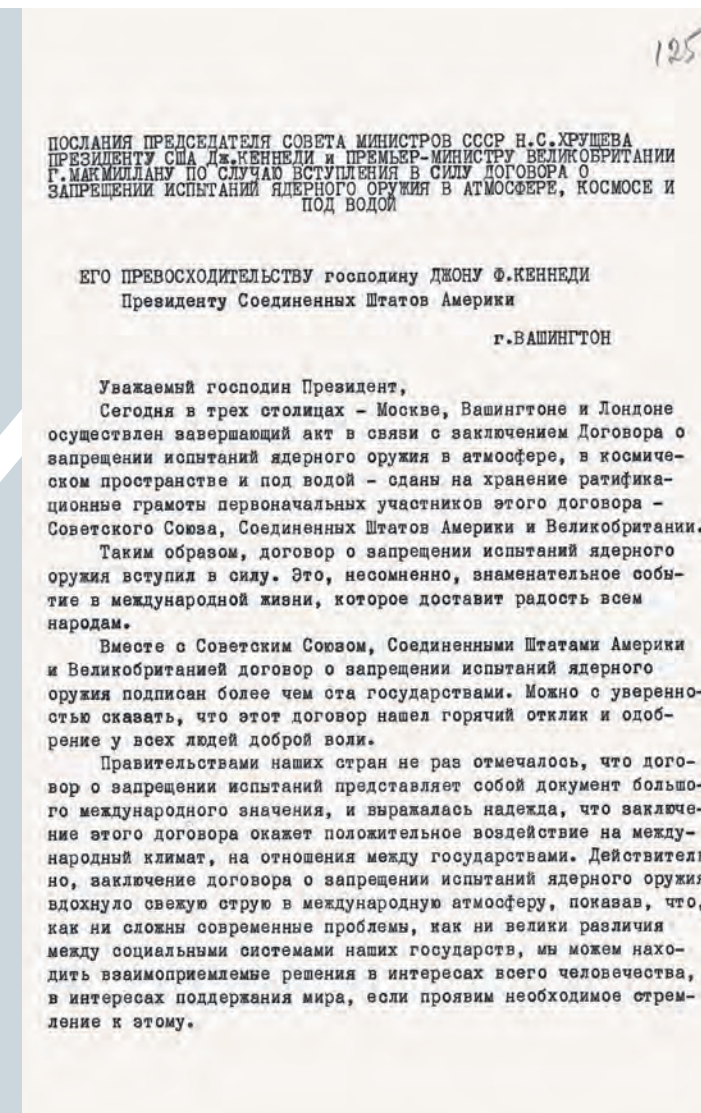 125
ПОСЛАНИЯ ПРЕДСЕДАТЕЛЯ СОВЕТА МИНИСТРОВ СССР Н.С.ХРУЩЕВА
ПРЕЗИДЕНТУ США Дж.КЕННЕДИ и ПРЕМЬЕР-МИНИСТРУ ВЕЛИКОБРИТАНИИ
Г.МАКМИЛЛАНУ ПО СЛУЧАЮ ВСТУПЛЕНИЯ В СИЛУ ДОГОВОРА О
ЗАПРЕЩЕНИИ ИСПЫТАНИЙ ЯДЕРНОГО ОРУЖИЯ В АТМОСФЕРЕ, КОСМОСЕ И
ПОД ВОДОЙ
ЕГО ПРЕВОСХОДИТЕЛЬСТВУ господину ДЖОНУ Ф.КЕННЕДИ
Президенту Соединенных Штатов Америки
г.ВАШИНГТОН
Уважаемый господин Президент,
Сегодня в трех столицах - Москве, Вашингтоне и Лондоне
осуществлен завершающий акт в связи с заключением Договора о
запрещении испытаний ядерного оружия в атмосфере, в космиче-
ском пространстве и под водой - сданы на хранение ратифика-
ционные грамоты первоначальных участников этого договора -
Советского Союза, Соединенных Штатов Америки и Великобритании.
Таким образом, договор о запрещении испытаний ядерного
оружия вступил в силу. Это, несомненно, знаменательное собы-
тие в международной жизни, которое доставит радость всем
народам.
Вместе с Советским Союзом, Соединенными Штатами Америки
и Великобританией договор о запрещении испытаний ядерного
оружия подписан более чем ста государствами. Можно с уверенно-
стью сказать, что этот договор нашел горячий отклик и одоб-
рение у всех людей доброй воли.
Правительствами наших стран не раз отмечалось, что дого-
вор о запрещении испытаний представляет собой документ большо-
го международного значения, и выражалась надежда, что заключе-
ние этого договора окажет положительное воздействие на между-
народный климат, на отношения между государствами. Действитель
но, заключение договора о запрещении испытаний ядерного оружия
вдохнуло свежую струю в международную атмосферу, показав, что,
как ни сложны современные проблемы, как ни велики различия
между социальными системами наших государств, мы можем нахо-
дить взаимоприемлемые решения в интересах всего человечества,
в интересах поддержания мира, если проявим необходимое стрем-
ление к этому.